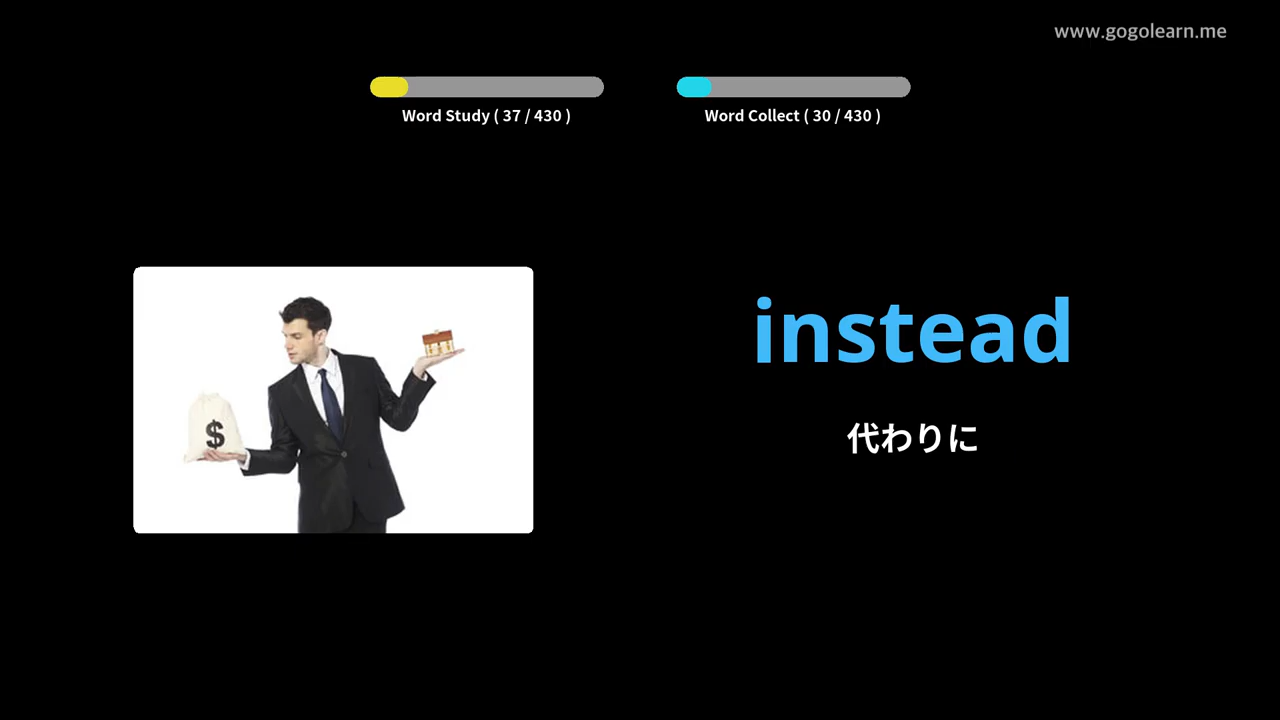 www.gogolearn.me
Word Study ( 37 / 430 )
Word Collect ( 30 / 430 )
$
instead
代わりに